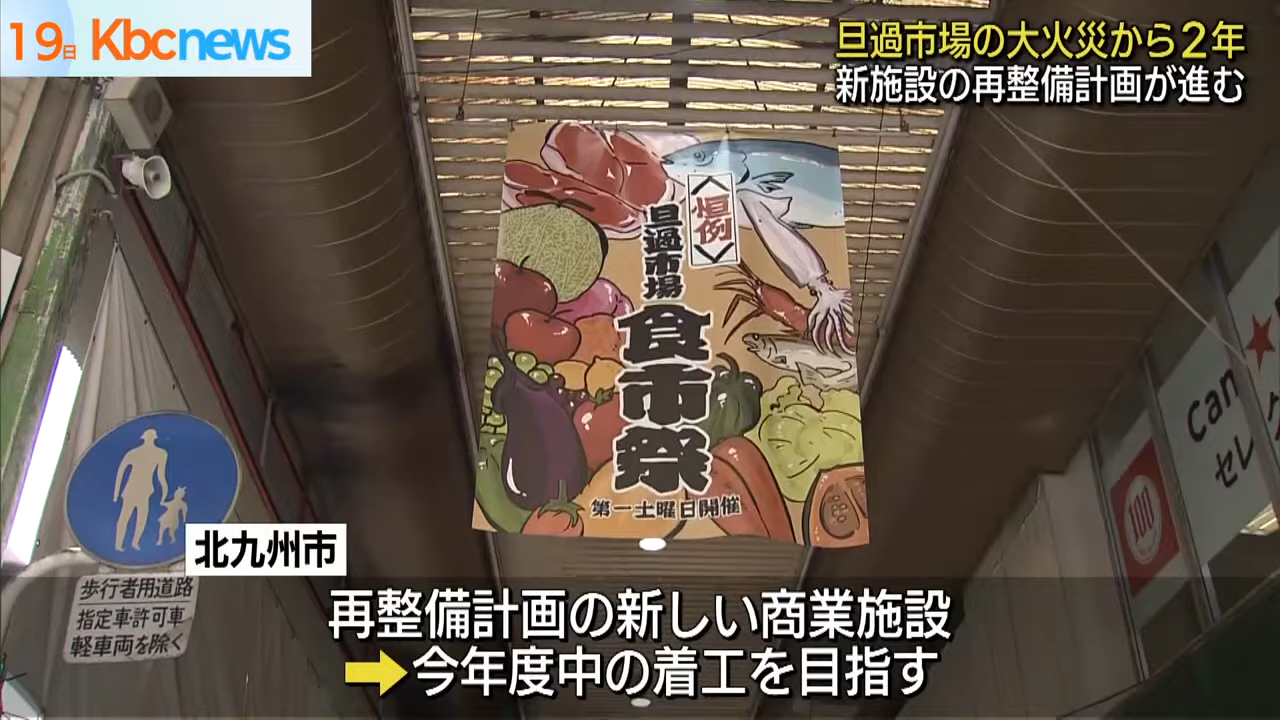 19日 Kbcnews
旦過市場の大火災から2年
新施設の再整備計画が進む
〈恒例〉
旦過市場
食市祭
第一土曜日開催
Can
セレ
100
北九州市
歩行者用道路
指定車許可車
軽車両を除く
再整備計画の新しい商業施設
➡今年度中の着工を目指す